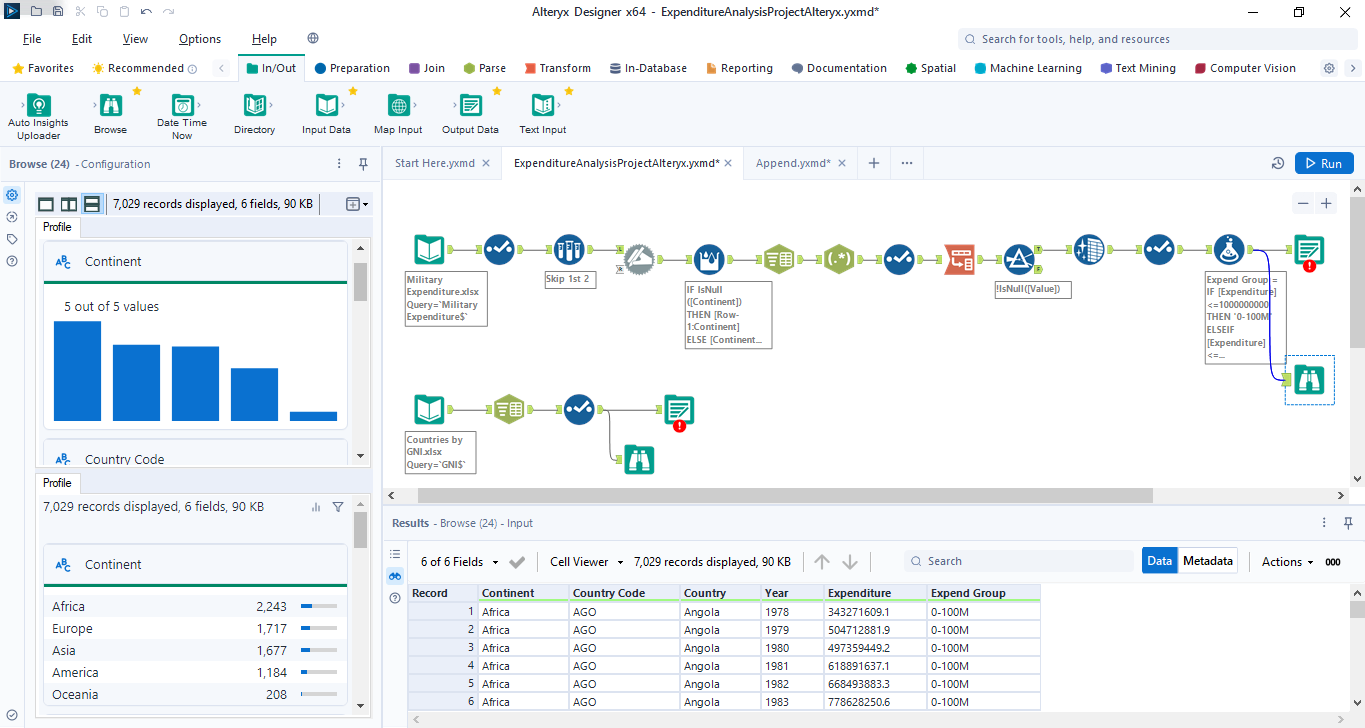 Alteryx Designer x64 - ExpenditureAnalysisProjectAlteryx.yxmd*
File Edit View Options Help
Search for tools, help, and resources
Favorites Recommended In/Out Preparation Join Parse Transform In-Database Reporting Documentation Spatial Machine Learning Text Mining Computer Vision
Auto Insights Uploader
Browse
Date Time Now
Directory
Input Data
Map Input
Output Data
Text Input
Browse (24) - Configuration
7,029 records displayed, 6 fields, 90 KB
Profile
ABC Continent
5 out of 5 values
ABC Country Code
Profile
7,029 records displayed, 6 fields, 90 KB
ABC Continent
Africa 2,243
Europe 1,717
Asia 1,677
America 1,184
Oceania 208
Start Here.yxmd
ExpenditureAnalysisProjectAlteryx.yxmd*
Append.yxmd*
Run
Military
Expenditure.xlsx
Query=`Military
Expenditure$`
Skip 1st 2
IF IsNull
([Continent])
THEN [Row-
1:Continent]
ELSE [Continent...
!IsNull([Value])
Expend Group =
IF [Expenditure]
<=1000000000
THEN '0-100M'
ELSEIF
[Expenditure]
<=...
Countries by
GNI.xlsx
Query=`GNI$`
Results - Browse (24) - Input
6 of 6 Fields Cell Viewer 7,029 records displayed, 90 KB Search Data Metadata Actions 000
Record Continent Country Code Country Year Expenditure Expend Group
1 Africa AGO Angola 1978 343271609.1 0-100M
2 Africa AGO Angola 1979 504712881.9 0-100M
3 Africa AGO Angola 1980 497359449.2 0-100M
4 Africa AGO Angola 1981 618891637.1 0-100M
5 Africa AGO Angola 1982 668493883.3 0-100M
6 Africa AGO Angola 1983 778628250.6 0-100M